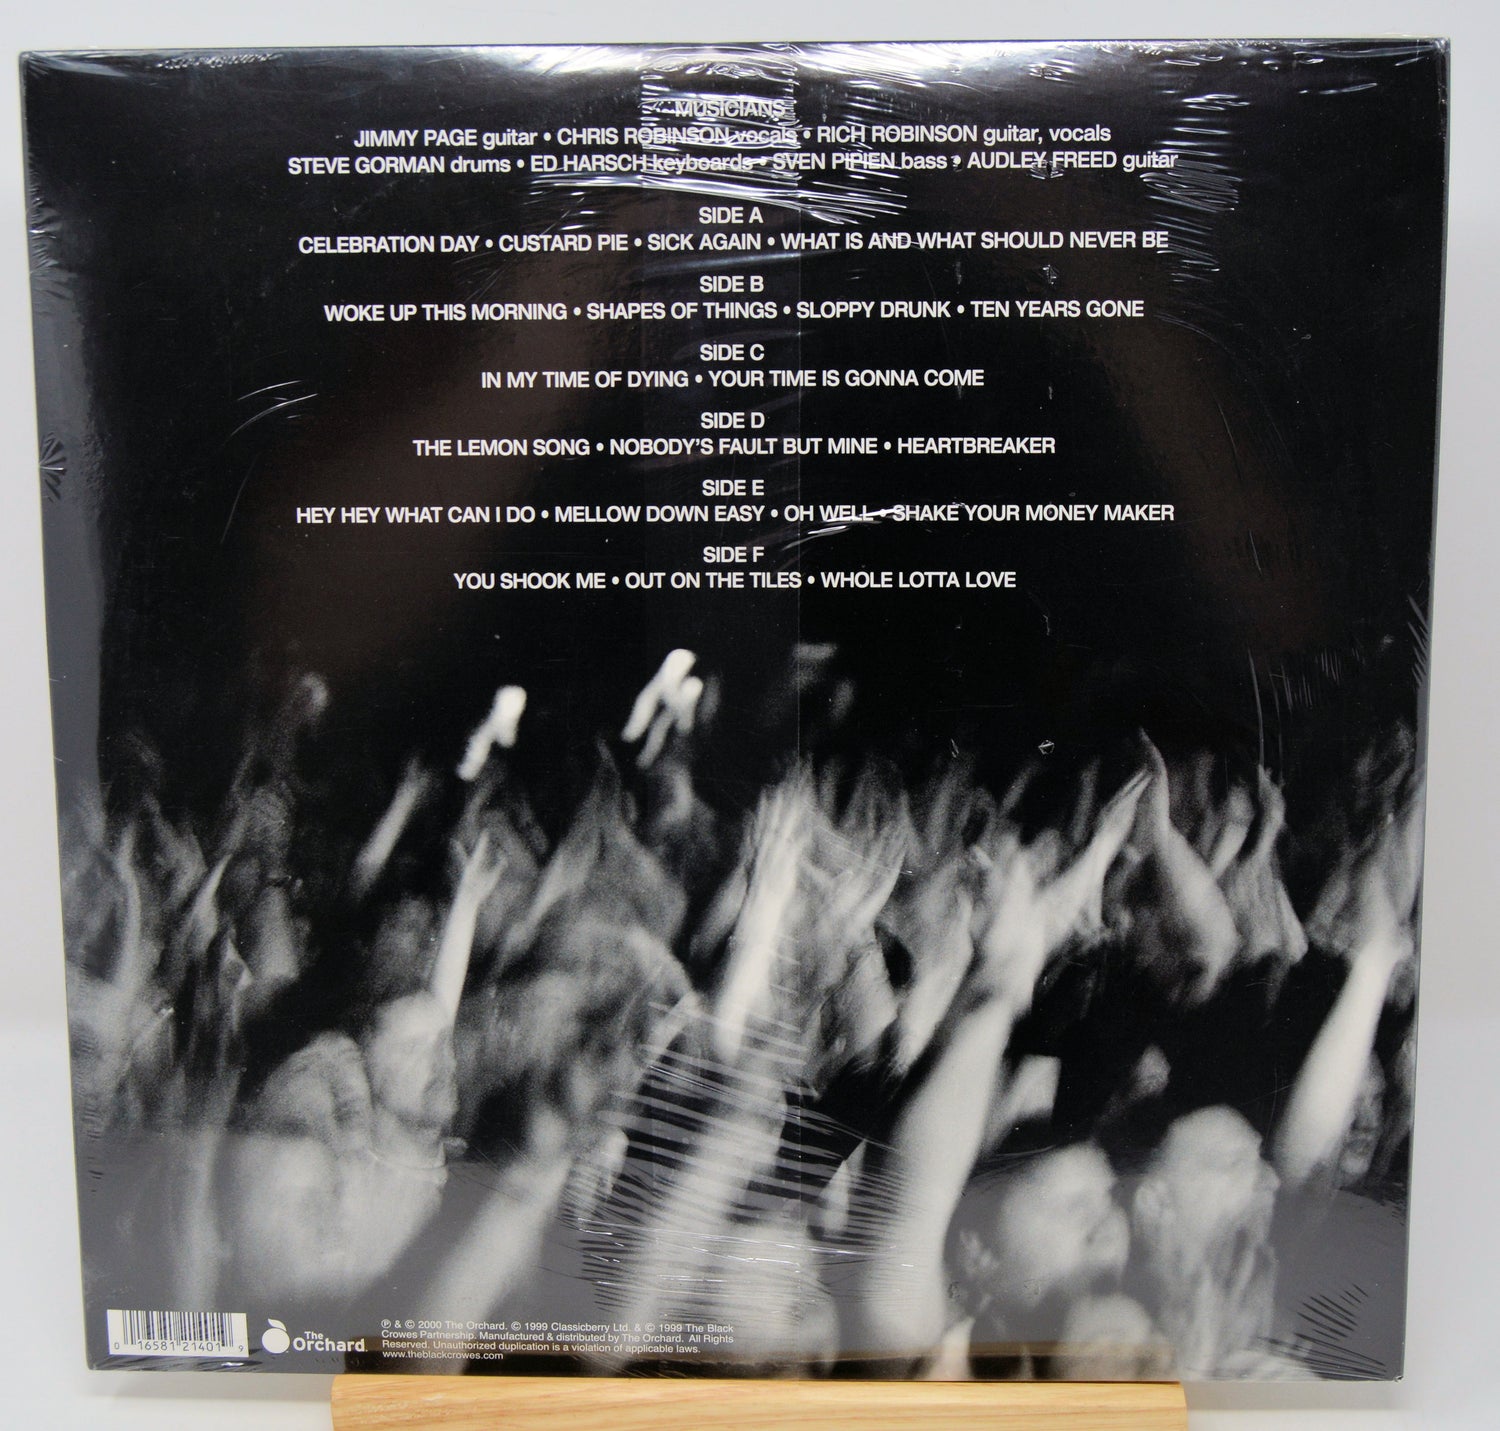 MUSICIANS
JIMMY PAGE guitar • CHRIS ROBINSON vocals • RICH ROBINSON guitar, vocals
STEVE GORMAN drums • ED HARSCH keyboards • SVEN PIPIEN bass • AUDLEY FREED guitar
SIDE A
CELEBRATION DAY • CUSTARD PIE • SICK AGAIN • WHAT IS AND WHAT SHOULD NEVER BE
SIDE B
WOKE UP THIS MORNING • SHAPES OF THINGS • SLOPPY DRUNK • TEN YEARS GONE
SIDE C
IN MY TIME OF DYING • YOUR TIME IS GONNA COME
SIDE D
THE LEMON SONG • NOBODY'S FAULT BUT MINE • HEARTBREAKER
SIDE E
HEY HEY WHAT CAN I DO • MELLOW DOWN EASY • OH WELL • SHAKE YOUR MONEY MAKER
SIDE F
YOU SHOOK ME • OUT ON THE TILES • WHOLE LOTTA LOVE
0 16581 21401 9
The
Orchard.
℗ & © 2000 The Orchard. © 1999 Classicberry Ltd. & © 1999 The Black
Crowes Partnership. Manufactured & distributed by The Orchard. All Rights
Reserved. Unauthorized duplication is a violation of applicable laws.
www.theblackcrowes.com